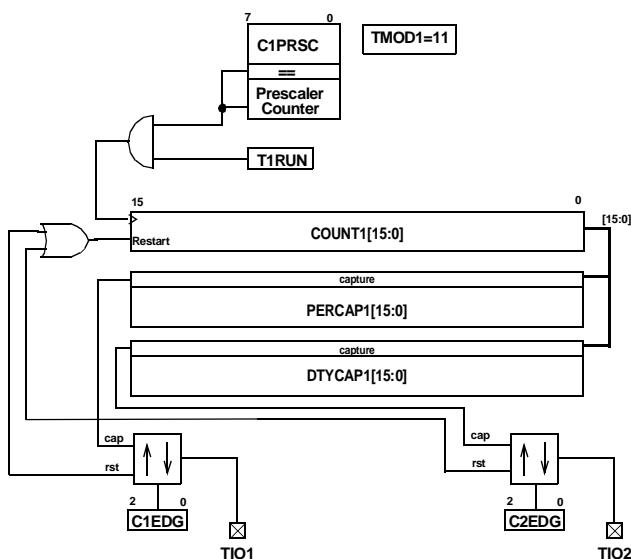 7 0
C1PRSC
TMOD1=11
==
Prescaler
Counter
T1RUN
15 0
[15:0]
COUNT1[15:0]
Restart
capture
PERCAP1[15:0]
capture
DTYCAP1[15:0]
cap
rst
cap
rst
2 0
C1EDG
2 0
C2EDG
TIO1
TIO2